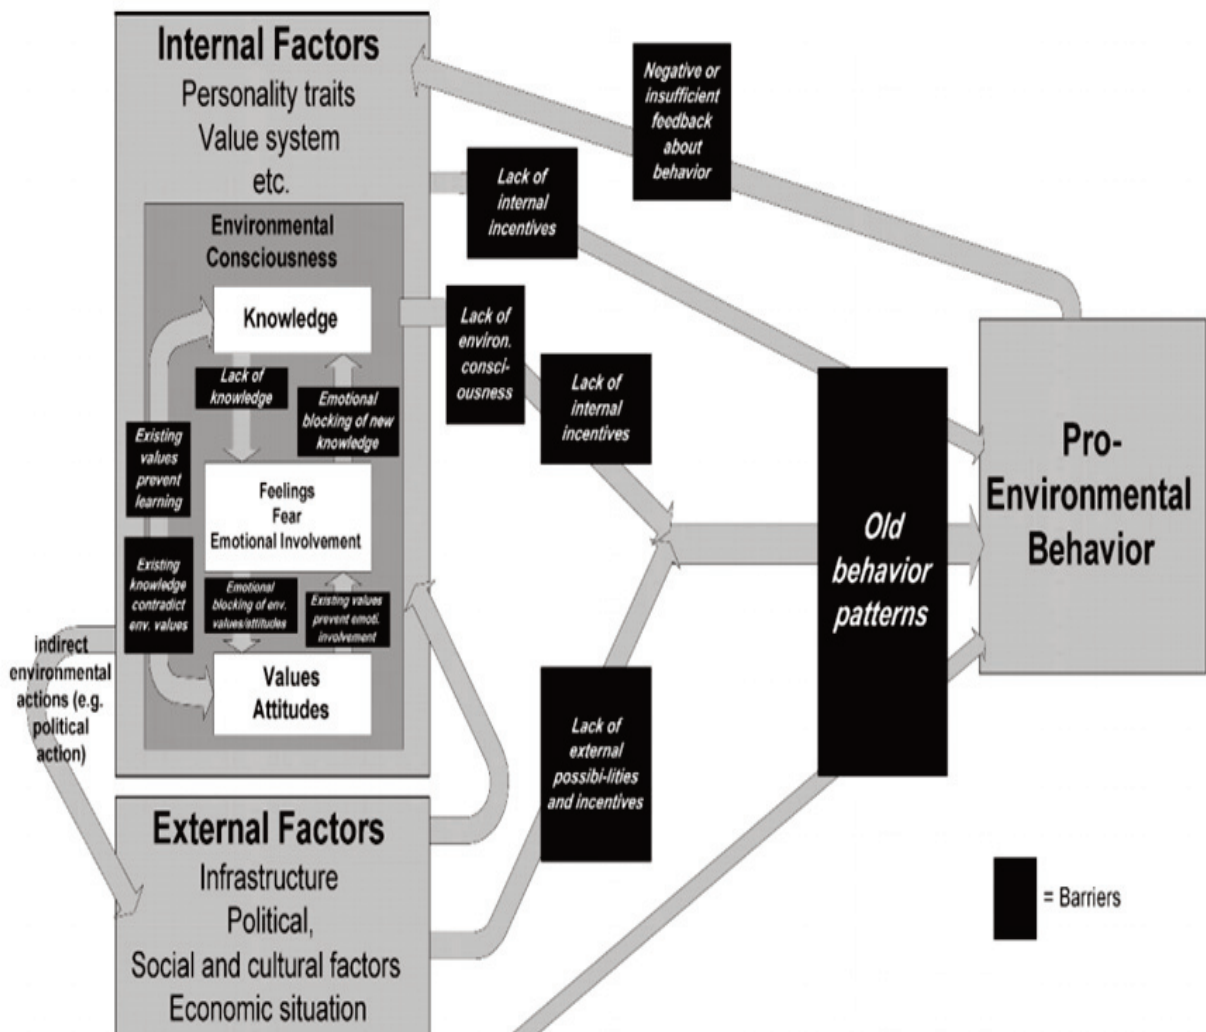 Internal Factors
Personality traits
Value system
etc.
Environmental
Consciousness
Knowledge
Lack of
knowledge
Emotional
blocking of new
knowledge
Existing
values
prevent
learning
Feelings
Fear
Emotional Involvement
Existing
knowledge
contradict
env. values
Emotional
blocking of env.
values/attitudes
Existing values
prevent emoti.
involvement
Values
Attitudes
indirect
environmental
actions (e.g.
political
action)
External Factors
Infrastructure
Political,
Social and cultural factors
Economic situation
Negative or
insufficient
feedback
about
behavior
Lack of
internal
incentives
Lack of
environ.
consci-
ousness
Lack of
internal
incentives
Lack of
external
possibi-lities
and incentives
Old
behavior
patterns
Pro-
Environmental
Behavior
= Barriers